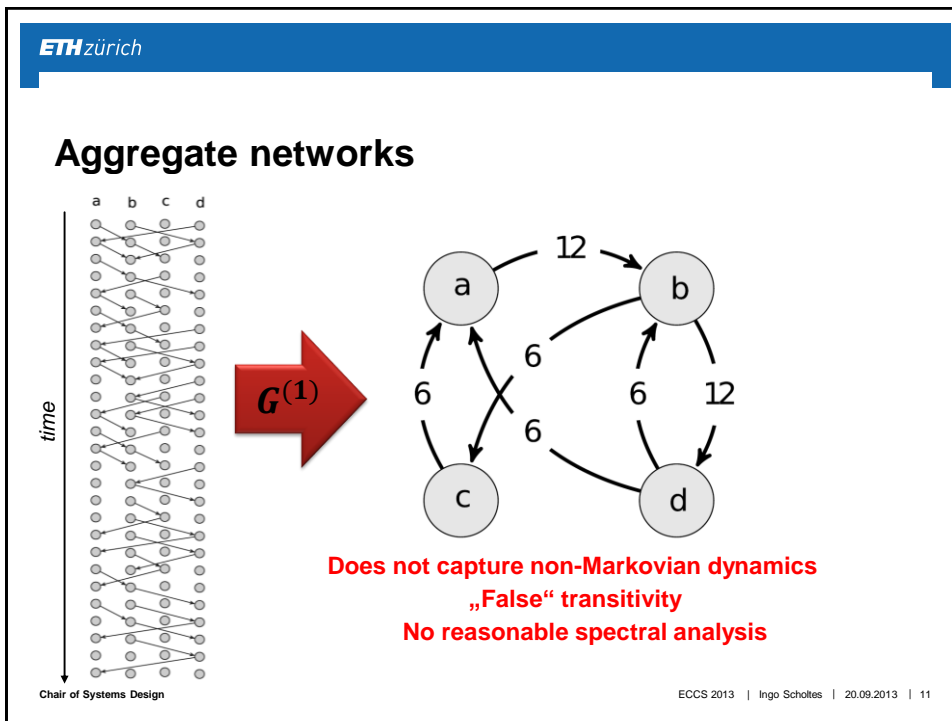 ETH zürich
Aggregate networks
a b c d
time
G(1)
12
a
b
6
6
6
12
6
c
d
Does not capture non-Markovian dynamics
„False“ transitivity
No reasonable spectral analysis
Chair of Systems Design
ECCS 2013 | Ingo Scholtes | 20.09.2013 | 11